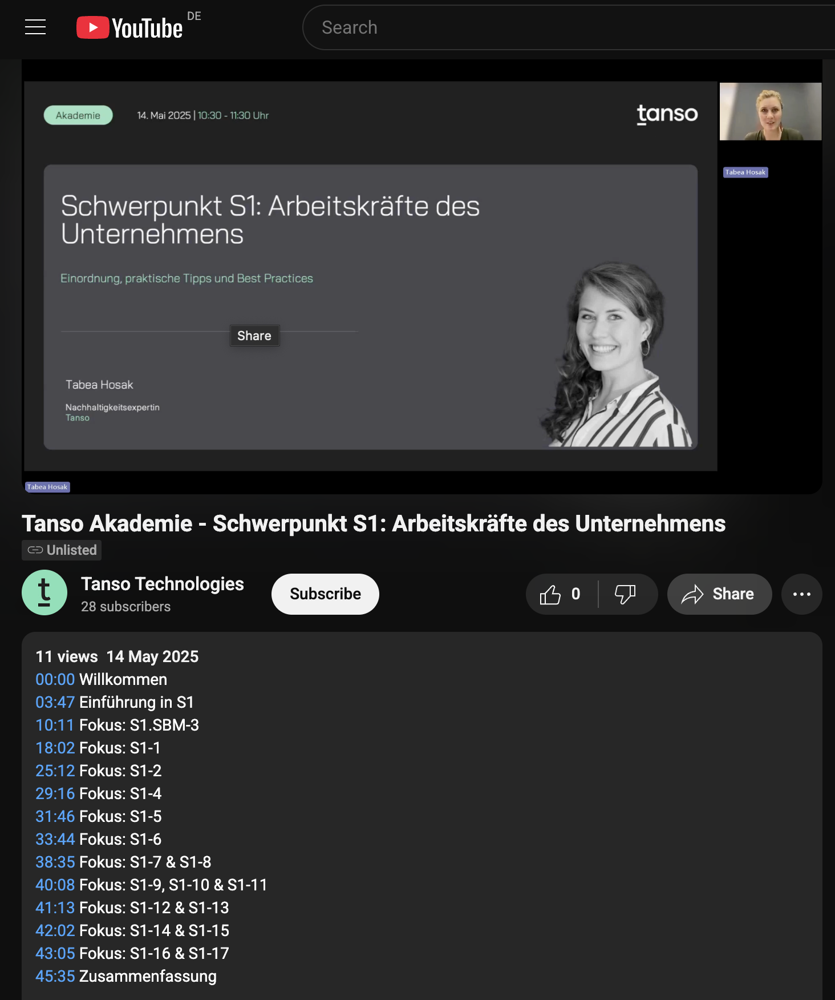 YouTube DE
Search
Akademie
14. Mai 2025 | 10:30 - 11:30 Uhr
tanso
Tabea Hosak
Schwerpunkt S1: Arbeitskräfte des
Unternehmens
Einordnung, praktische Tipps und Best Practices
Share
Tabea Hosak
Nachhaltigkeitsexpertin
Tanso
Tabea Hosak
Tanso Akademie - Schwerpunkt S1: Arbeitskräfte des Unternehmens
Unlisted
t
Tanso Technologies
28 subscribers
Subscribe
0
Share
11 views 14 May 2025
00:00 Willkommen
03:47 Einführung in S1
10:11 Fokus: S1.SBM-3
18:02 Fokus: S1-1
25:12 Fokus: S1-2
29:16 Fokus: S1-4
31:46 Fokus: S1-5
33:44 Fokus: S1-6
38:35 Fokus: S1-7 & S1-8
40:08 Fokus: S1-9, S1-10 & S1-11
41:13 Fokus: S1-12 & S1-13
42:02 Fokus: S1-14 & S1-15
43:05 Fokus: S1-16 & S1-17
45:35 Zusammenfassung